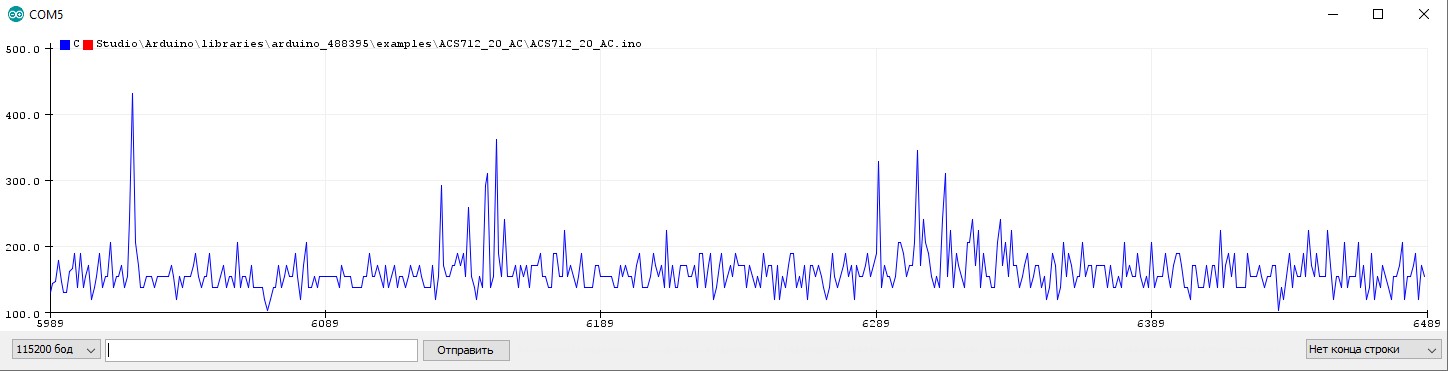 COM5
C Studio\Arduino\libraries\arduino_488395\examples\ACS712_20_AC\ACS712_20_AC.ino
500.0
400.0
300.0
200.0
100.0
5989 6089 6189 6289 6389 6489
115200 бод Отправить Нет конца строки